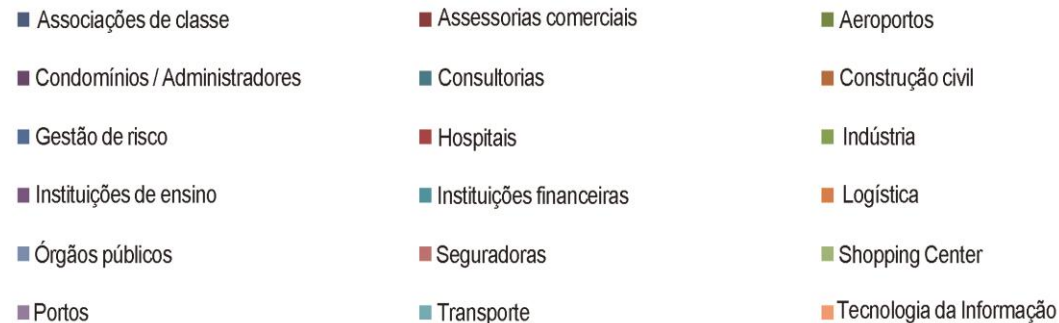 Associações de classe
Assessorias comerciais
Aeroportos
Condomínios / Administradores
Consultorias
Construção civil
Gestão de risco
Hospitais
Indústria
Instituições de ensino
Instituições financeiras
Logística
Órgãos públicos
Seguradoras
Shopping Center
Portos
Transporte
Tecnologia da Informação